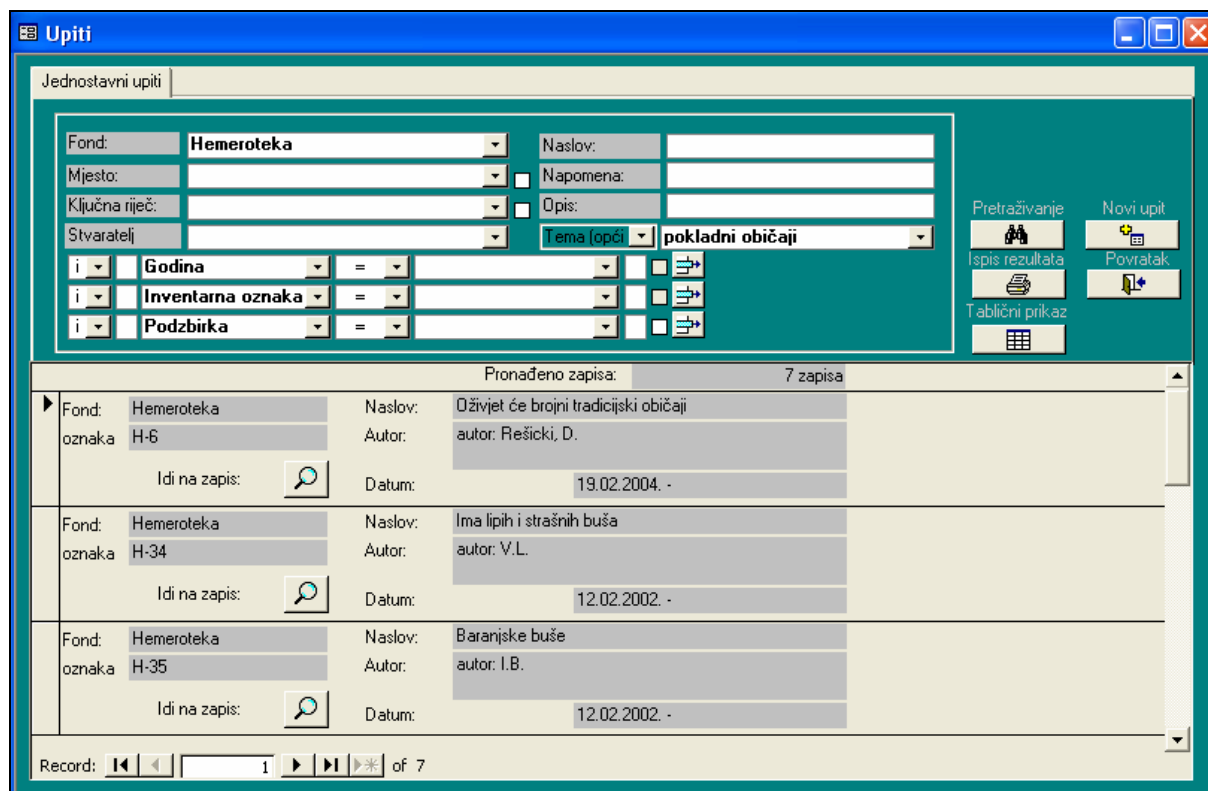 Upiti
Jednostavni upiti
Fond: Hemeroteka Naslov:
Mjesto: Napomena:
Ključna riječ: Opis:
Stvaratelj Tema (opći pokladni običaji
Pretraživanje Novi upit
i Godina =
Ispis rezultata Povratak
i Inventarna oznaka =
Tablični prikaz
i Podzbirka =
Pronađeno zapisa: 7 zapisa
Fond: Hemeroteka Naslov: Oživjet će brojni tradicijski običaji
oznaka H-6 Autor: autor: Rešicki, D.
Idi na zapis: Datum: 19.02.2004. -
Fond: Hemeroteka Naslov: Ima lipih i strašnih buša
oznaka H-34 Autor: autor: V.L.
Idi na zapis: Datum: 12.02.2002. -
Fond: Hemeroteka Naslov: Baranjske buše
oznaka H-35 Autor: autor: I.B.
Idi na zapis: Datum: 12.02.2002. -
Record: 1 of 7